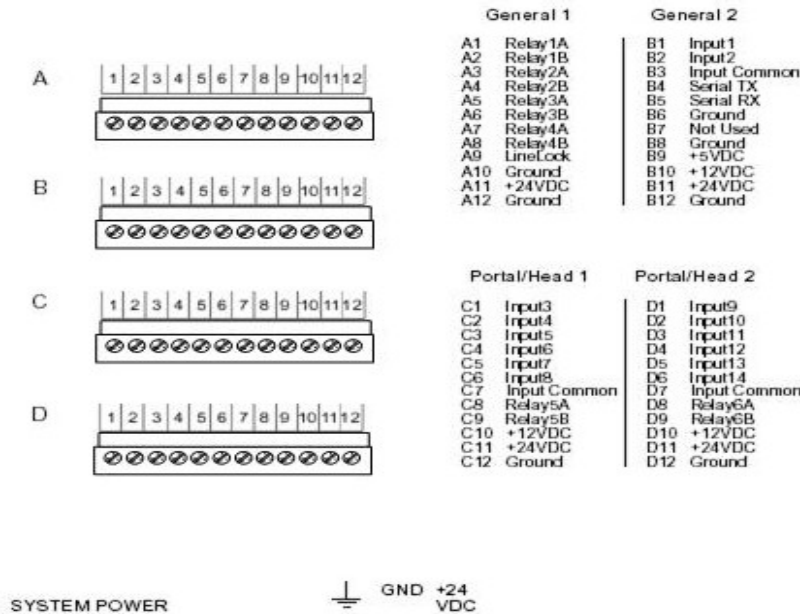 General 1
A1 Relay1A
A2 Relay1B
A3 Relay2A
A4 Relay2B
A5 Relay3A
A6 Relay3B
A7 Relay4A
A8 Relay4B
A9 LineLock
A10 Ground
A11 +24VDC
A12 Ground
General 2
B1 Input1
B2 Input2
B3 Input Common
B4 Serial TX
B5 Serial RX
B6 Ground
B7 Not Used
B8 Ground
B9 +5VDC
B10 +12VDC
B11 +24VDC
B12 Ground
A 1 2 3 4 5 6 7 8 9 10 11 12
B 1 2 3 4 5 6 7 8 9 10 11 12
C 1 2 3 4 5 6 7 8 9 10 11 12
D 1 2 3 4 5 6 7 8 9 10 11 12
Portal/Head 1
C1 Input3
C2 Input4
C3 Input5
C4 Input6
C5 Input7
C6 Input8
C7 Input Common
C8 Relay5A
C9 Relay5B
C10 +12VDC
C11 +24VDC
C12 Ground
Portal/Head 2
D1 Input9
D2 Input10
D3 Input11
D4 Input12
D5 Input13
D6 Input14
D7 Input Common
D8 Relay6A
D9 Relay6B
D10 +12VDC
D11 +24VDC
D12 Ground
SYSTEM POWER
GND +24
VDC